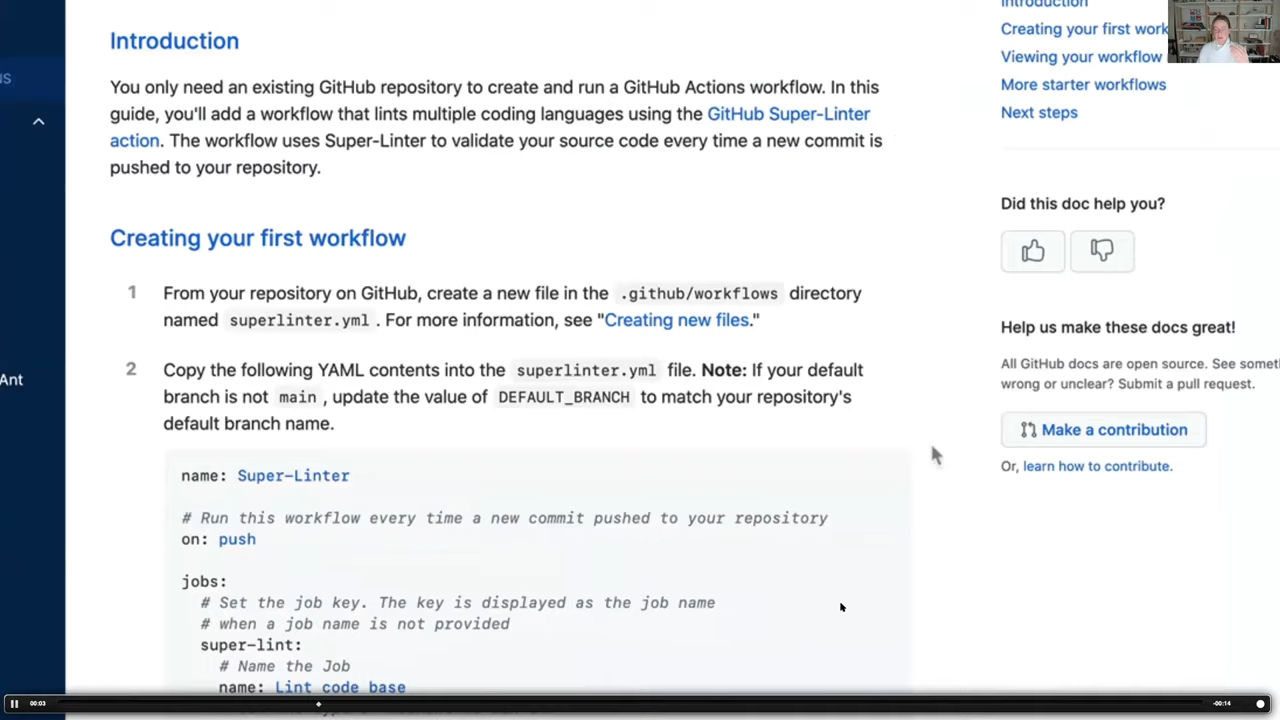 Introduction
You only need an existing GitHub repository to create and run a GitHub Actions workflow. In this
guide, you'll add a workflow that lints multiple coding languages using the GitHub Super-Linter
action. The workflow uses Super-Linter to validate your source code every time a new commit is
pushed to your repository.
Creating your first workflow
1 From your repository on GitHub, create a new file in the .github/workflows directory
named superlinter.yml . For more information, see "Creating new files."
2 Copy the following YAML contents into the superlinter.yml file. Note: If your default
branch is not main , update the value of DEFAULT_BRANCH to match your repository's
default branch name.
name: Super-Linter
# Run this workflow every time a new commit pushed to your repository
on: push
jobs:
# Set the job key. The key is displayed as the job name
# when a job name is not provided
super-lint:
# Name the Job
name: Lint code base
Introduction
Creating your first work
Viewing your workflow
More starter workflows
Next steps
Did this doc help you?
Help us make these docs great!
All GitHub docs are open source. See somet
wrong or unclear? Submit a pull request.
Make a contribution
Or, learn how to contribute.
US
Ant
00:03
-00:14